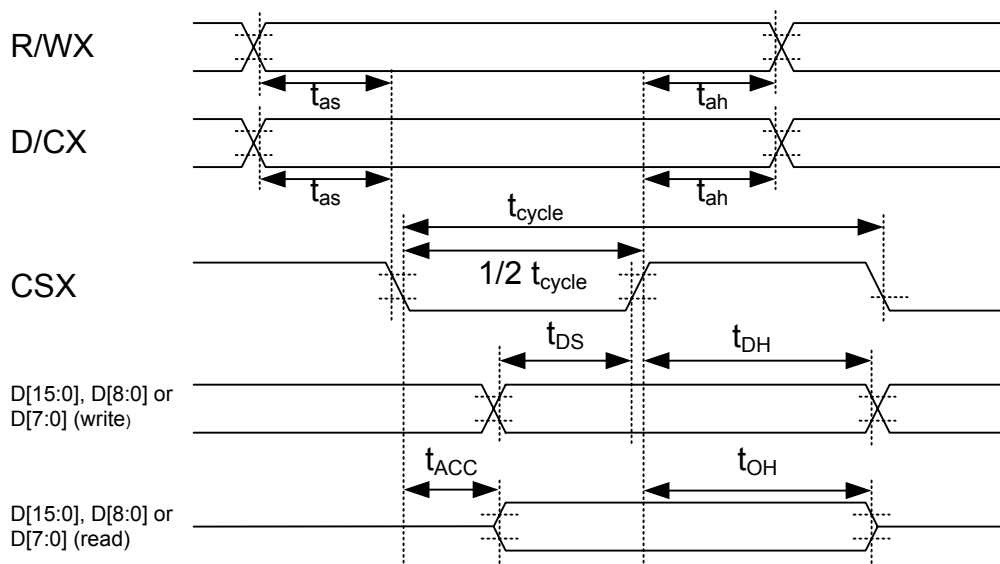 R/WX
tas
tah
D/CX
tas
tah
tcycle
1/2 tcycle
CSX
tDS
tDH
D[15:0], D[8:0] or
D[7:0] (write)
tACC
tOH
D[15:0], D[8:0] or
D[7:0] (read)